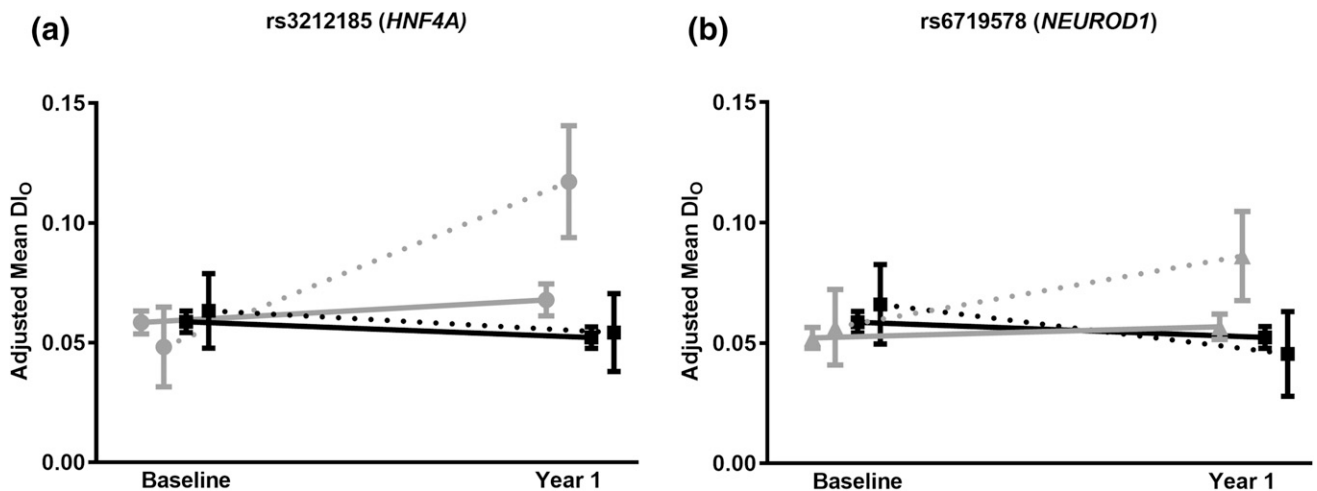 (a)
rs3212185 (HNF4A)
Adjusted Mean DIO
0.15
0.10
0.05
0.00
Baseline
Year 1
(b)
rs6719578 (NEUROD1)
Adjusted Mean DIO
0.15
0.10
0.05
0.00
Baseline
Year 1